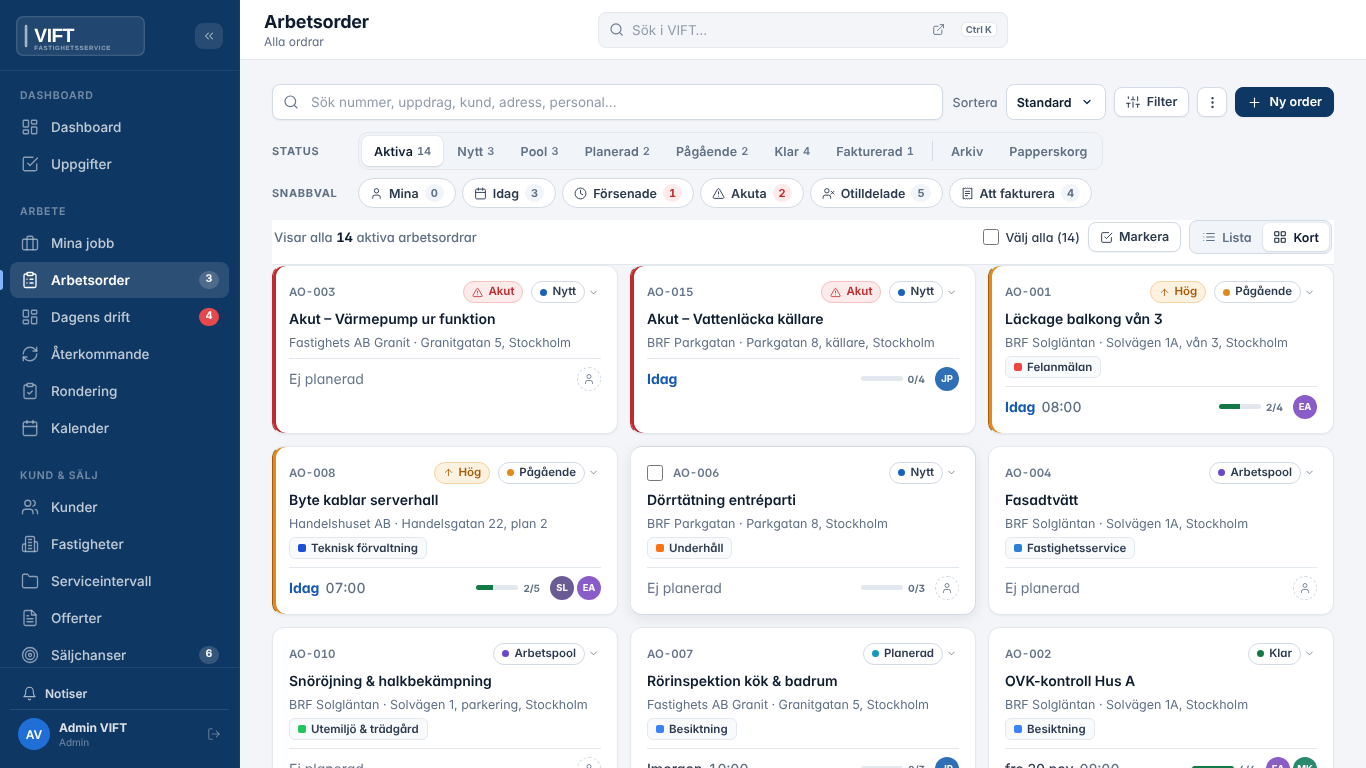 VIFT
FASTIGHETSSERVICE
DASHBOARD
Dashboard
Uppgifter
ARBETE
Mina jobb
Arbetsorder 3
Dagens drift 4
Återkommande
Rondering
Kalender
KUND & SÄLJ
Kunder
Fastigheter
Serviceintervall
Offerter
Säljchanser 6
Notiser
AV Admin VIFT
Admin
Arbetsorder
Alla ordrar
Sök i VIFT... Ctrl K
Sök nummer, uppdrag, kund, adress, personal... Sortera Standard Filter Ny order
STATUS Aktiva 14 Nytt 3 Pool 3 Planerad 2 Pågående 2 Klar 4 Fakturerad 1 Arkiv Papperskorg
SNABBVAL Mina 0 Idag 3 Försenade 1 Akuta 2 Otilldelade 5 Att fakturera 4
Visar alla 14 aktiva arbetsordrar Välj alla (14) Markera Lista Kort
AO-003 Akut Nytt
Akut – Värmepump ur funktion
Fastighets AB Granit · Granitgatan 5, Stockholm
Ej planerad
AO-015 Akut Nytt
Akut – Vattenläcka källare
BRF Parkgatan · Parkgatan 8, källare, Stockholm
Idag 0/4 JP
AO-001 Hög Pågående
Läckage balkong vån 3
BRF Solgläntan · Solvägen 1A, vån 3, Stockholm
Felanmälan
Idag 08:00 2/4 EA
AO-008 Hög Pågående
Byte kablar serverhall
Handelshuset AB · Handelsgatan 22, plan 2
Teknisk förvaltning
Idag 07:00 2/5 SL EA
AO-006 Nytt
Dörrtätning entréparti
BRF Parkgatan · Parkgatan 8, Stockholm
Underhåll
Ej planerad 0/3
AO-004 Arbetspool
Fasadtvätt
BRF Solgläntan · Solvägen 1A, Stockholm
Fastighetsservice
Ej planerad
AO-010 Arbetspool
Snöröjning & halkbekämpning
BRF Solgläntan · Solvägen 1, parkering, Stockholm
Utemiljö & trädgård
Ej planerad
AO-007 Planerad
Rörinspektion kök & badrum
Fastighets AB Granit · Granitgatan 5, Stockholm
Besiktning
Imorgon 10:00 JP
AO-002 Klar
OVK-kontroll Hus A
BRF Solgläntan · Solvägen 1A, Stockholm
Besiktning
EA MK